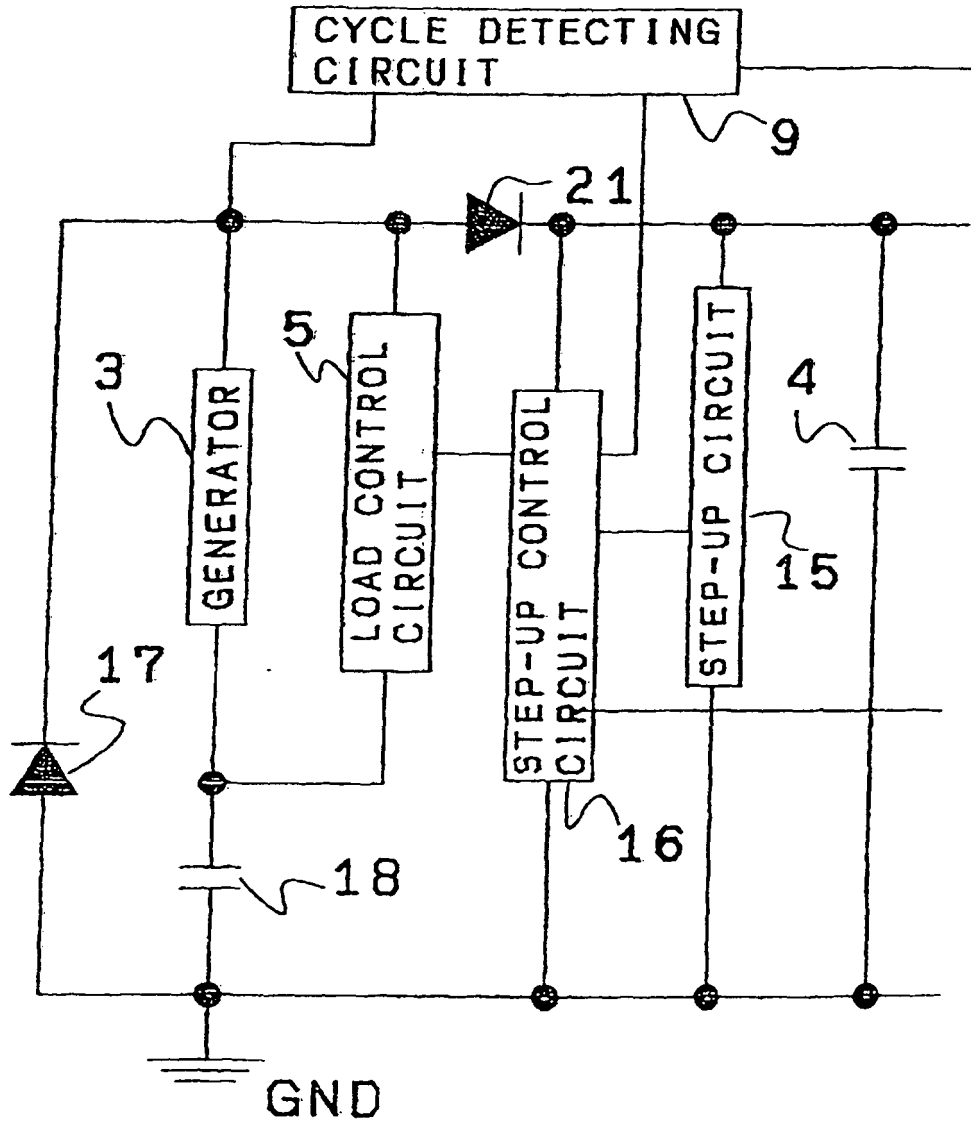 CYCLE DETECTING
CIRCUIT
9
21
5
3
4
GENERATOR
LOAD CONTROL
CIRCUIT
STEP-UP CONTROL
CIRCUIT
STEP-UP CIRCUIT
15
17
16
18
GND